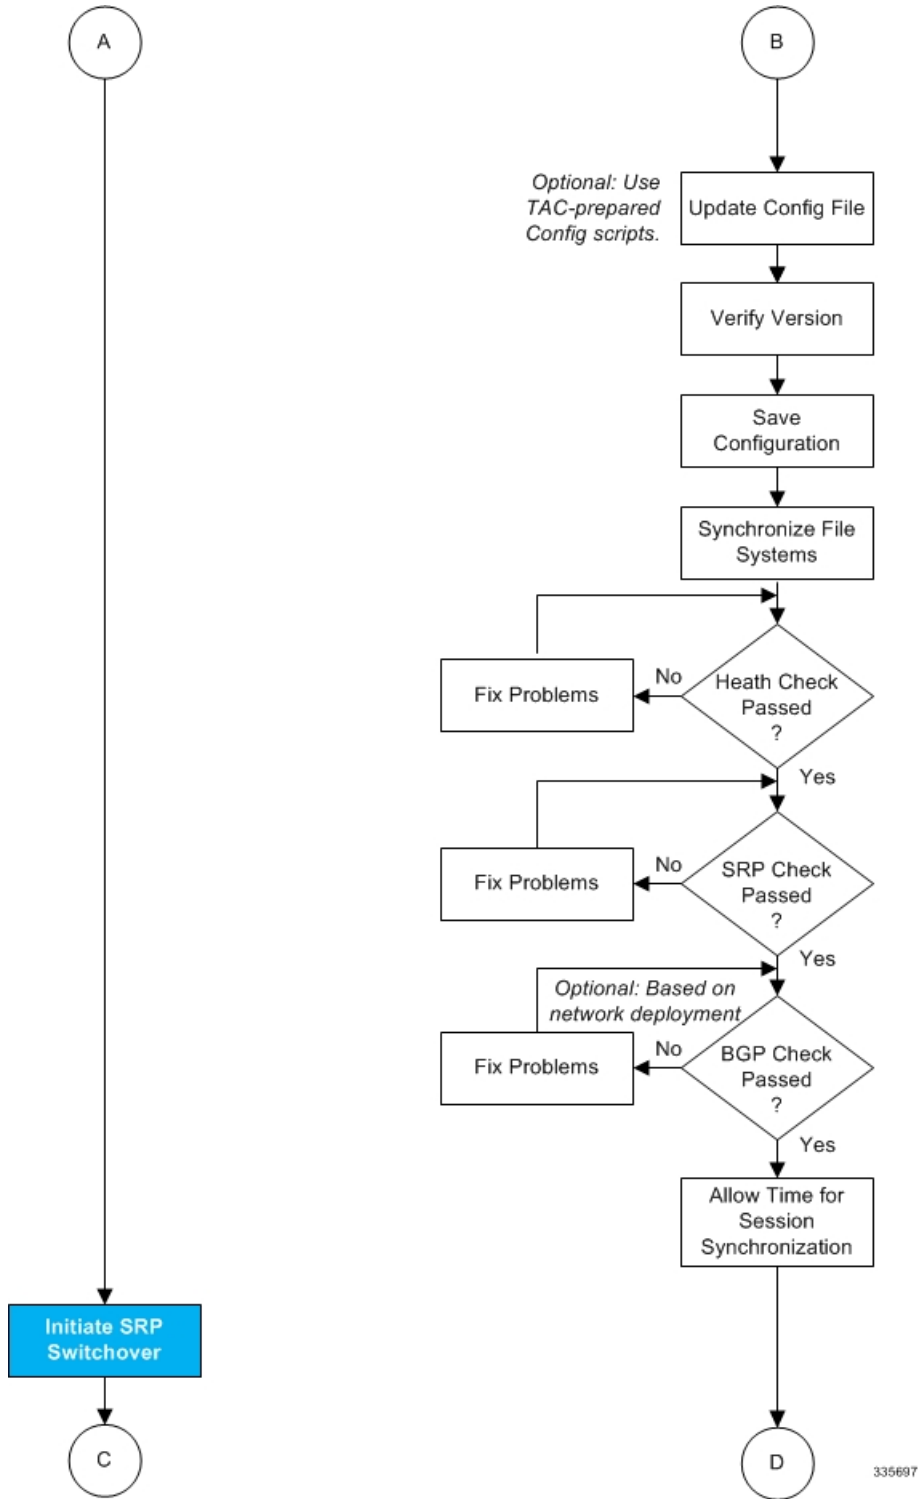 A
B
Optional: Use
TAC-prepared
Config scripts.
Update Config File
Verify Version
Save
Configuration
Synchronize File
Systems
Fix Problems
No
Heath Check
Passed
?
Yes
Fix Problems
No
SRP Check
Passed
?
Yes
Optional: Based on
network deployment
Fix Problems
No
BGP Check
Passed
?
Yes
Allow Time for
Session
Synchronization
Initiate SRP
Switchover
C
D
335697